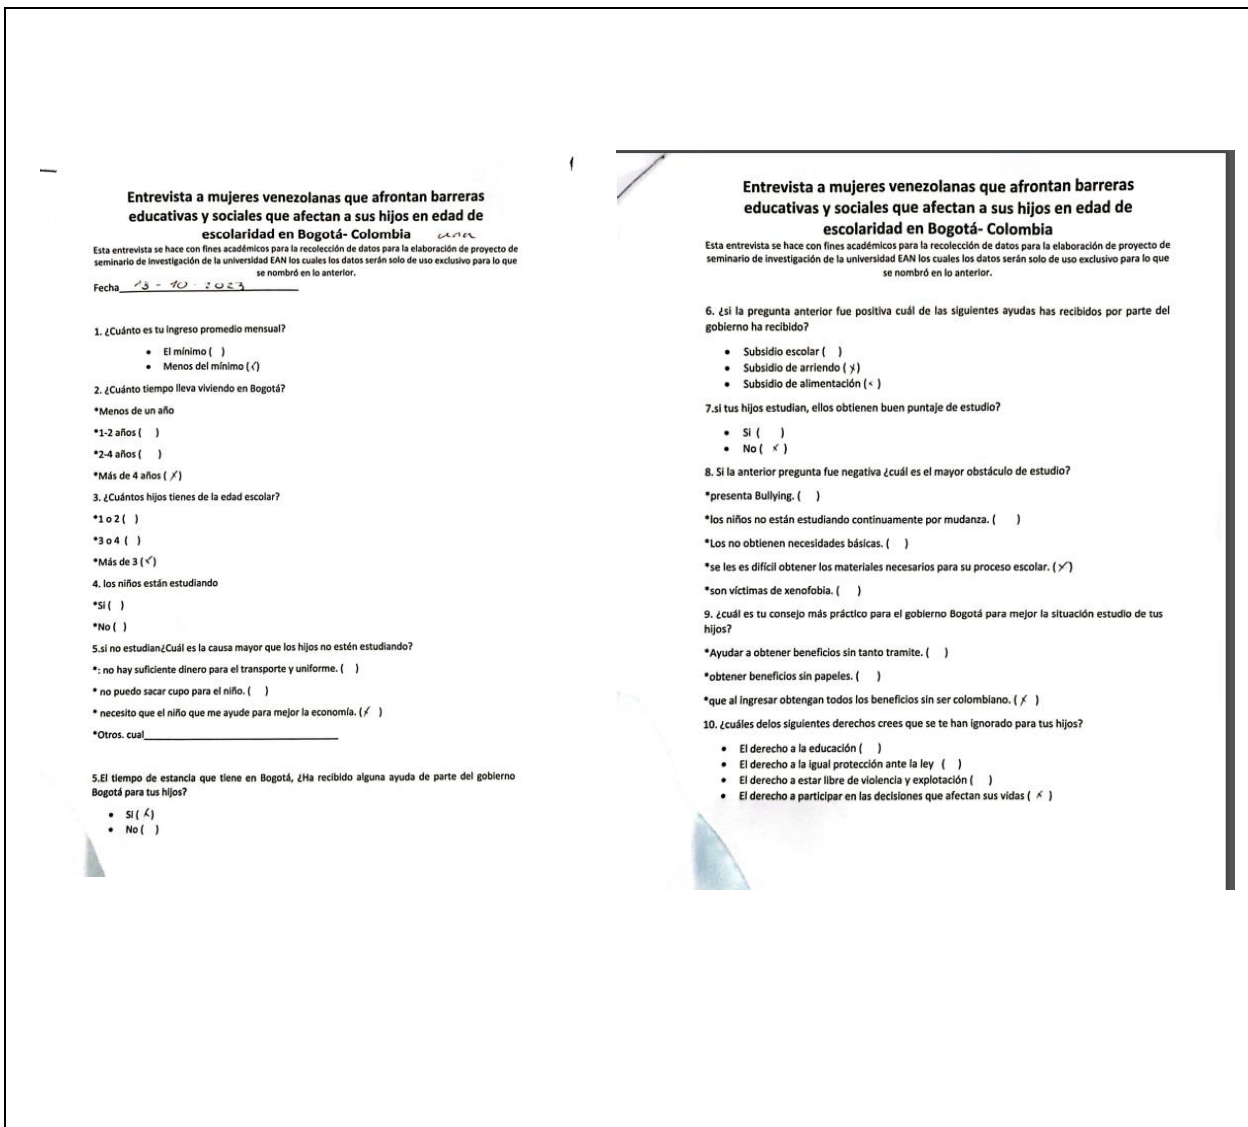 Entrevista a mujeres venezolanas que afrontan barreras
educativas y sociales que afectan a sus hijos en edad de
escolaridad en Bogotá- Colombia
Esta entrevista se hace con fines académicos para la recolección de datos para la elaboración de proyecto de
seminario de investigación de la universidad EAN los cuales los datos serán solo de uso exclusivo para lo que
se nombró en lo anterior.
Fecha 13 - 10 - 2023
1. ¿Cuánto es tu ingreso promedio mensual?
• El mínimo ( )
• Menos del mínimo (✓)
2. ¿Cuánto tiempo lleva viviendo en Bogotá?
*Menos de un año
*1-2 años ( )
*2-4 años ( )
*Más de 4 años ( X )
3. ¿Cuántos hijos tienes de la edad escolar?
*1 o 2 ( )
*3 o 4 ( )
*Más de 3 (X)
4. los niños están estudiando
*Si ( )
*No ( )
5.si no estudian¿Cuál es la causa mayor que los hijos no estén estudiando?
*: no hay suficiente dinero para el transporte y uniforme. ( )
* no puedo sacar cupo para el niño. ( )
* necesito que el niño que me ayude para mejor la economía. ( X )
*Otros. cual
5.El tiempo de estancia que tiene en Bogotá, ¿Ha recibido alguna ayuda de parte del gobierno
Bogotá para tus hijos?
• Si ( X )
• No ( )
Entrevista a mujeres venezolanas que afrontan barreras
educativas y sociales que afectan a sus hijos en edad de
escolaridad en Bogotá- Colombia
Esta entrevista se hace con fines académicos para la recolección de datos para la elaboración de proyecto de
seminario de investigación de la universidad EAN los cuales los datos serán solo de uso exclusivo para lo que
se nombró en lo anterior.
6. ¿si la pregunta anterior fue positiva cuál de las siguientes ayudas has recibidos por parte del
gobierno ha recibido?
• Subsidio escolar ( )
• Subsidio de arriendo ( X )
• Subsidio de alimentación ( X )
7.si tus hijos estudian, ellos obtienen buen puntaje de estudio?
• Si ( )
• No ( X )
8. Si la anterior pregunta fue negativa ¿cuál es el mayor obstáculo de estudio?
*presenta Bullying. ( )
*los niños no están estudiando continuamente por mudanza. ( )
*Los no obtienen necesidades básicas. ( )
*se les es difícil obtener los materiales necesarios para su proceso escolar. ( X )
*son víctimas de xenofobia. ( )
9. ¿cuál es tu consejo más práctico para el gobierno Bogotá para mejor la situación estudio de tus
hijos?
*Ayudar a obtener beneficios sin tanto tramite. ( )
*obtener beneficios sin papeles. ( )
*que al ingresar obtengan todos los beneficios sin ser colombiano. ( X )
10. ¿cuáles delos siguientes derechos crees que se te han ignorado para tus hijos?
• El derecho a la educación ( )
• El derecho a la igual protección ante la ley ( )
• El derecho a estar libre de violencia y explotación ( )
• El derecho a participar en las decisiones que afectan sus vidas ( X )